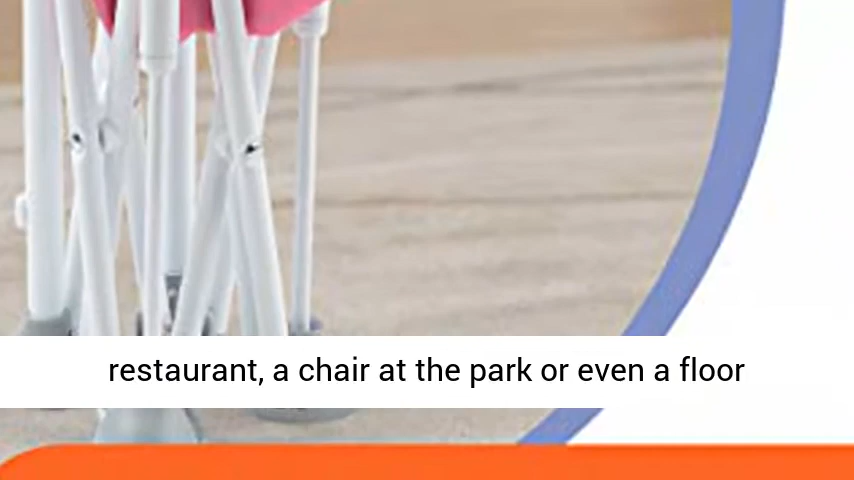 restaurant, a chair at the park or even a floor